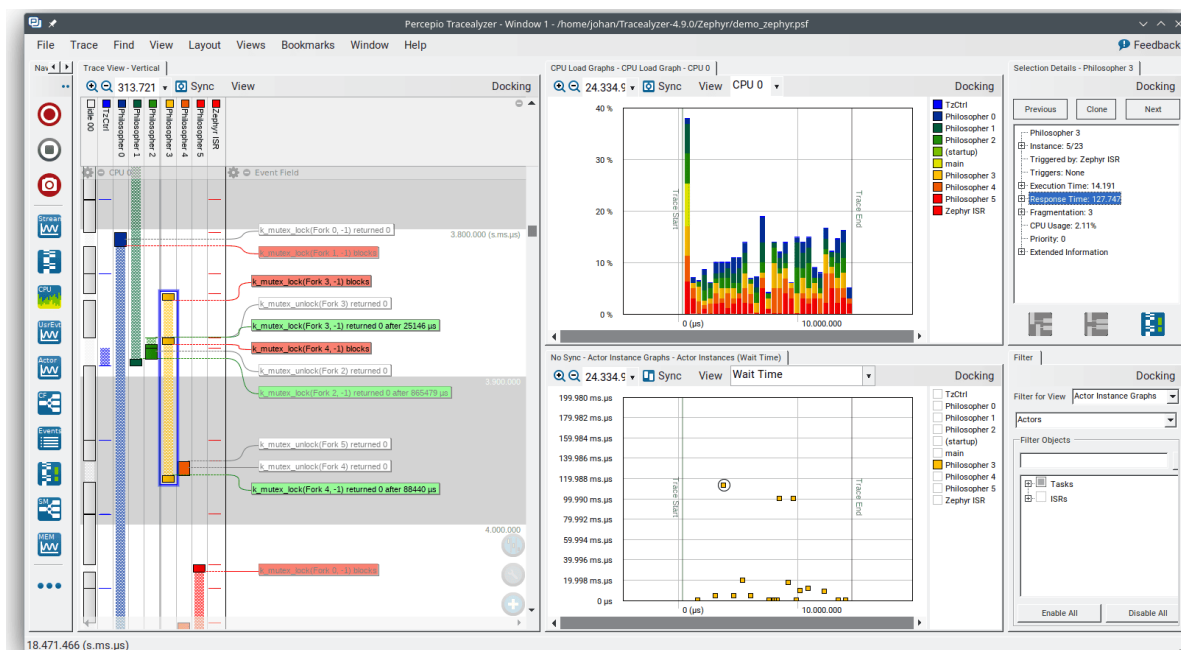 Percepio Tracealyzer - Window 1 - /home/johan/Tracealyzer-4.9.0/Zephyr/demo_zephyr.psf
File Trace Find View Layout Views Bookmarks Window Help
Feedback
Trace View - Vertical
313.721 Sync View Docking
Idle 00
TzCtrl
Philosopher 0
Philosopher 1
Philosopher 2
Philosopher 3
Philosopher 4
Philosopher 5
Zephyr ISR
CPU 0
Event Field
k_mutex_lock(Fork 0, -1) returned 0
3.800.000 (s.ms.µs)
k_mutex_lock(Fork 1, -1) blocks
k_mutex_lock(Fork 3, -1) blocks
k_mutex_unlock(Fork 3) returned 0
k_mutex_lock(Fork 3, -1) returned 0 after 25146 µs
k_mutex_lock(Fork 4, -1) blocks
k_mutex_unlock(Fork 2) returned 0
3.900.000
k_mutex_lock(Fork 2, -1) returned 0 after 865479 µs
k_mutex_unlock(Fork 5) returned 0
k_mutex_unlock(Fork 4) returned 0
k_mutex_lock(Fork 4, -1) returned 0 after 88440 µs
4.000.000
k_mutex_lock(Fork 0, -1) blocks
Stream
CPU
UsrEvt
Actor
CF
Events
SM
MEM
CPU Load Graphs - CPU Load Graph - CPU 0
24.334.9 Sync View CPU 0 Docking
40 %
30 %
20 %
10 %
0 %
Trace Start
Trace End
0 (µs)
10.000.000
TzCtrl
Philosopher 0
Philosopher 1
Philosopher 2
(startup)
main
Philosopher 3
Philosopher 4
Philosopher 5
Zephyr ISR
No Sync - Actor Instance Graphs - Actor Instances (Wait Time)
24.334.9 Sync View Wait Time Docking
199.980 ms.µs
179.982 ms.µs
159.984 ms.µs
139.986 ms.µs
119.988 ms.µs
99.990 ms.µs
79.992 ms.µs
59.994 ms.µs
39.996 ms.µs
19.998 ms.µs
0 µs
Trace Start
Trace End
0 (µs)
10.000.000
TzCtrl
Philosopher 0
Philosopher 1
Philosopher 2
(startup)
main
Philosopher 3
Philosopher 4
Philosopher 5
Zephyr ISR
Selection Details - Philosopher 3
Docking
Previous Clone Next
Philosopher 3
Instance: 5/23
Triggered by: Zephyr ISR
Triggers: None
Execution Time: 14.191
Response Time: 127.747
Fragmentation: 3
CPU Usage: 2.11%
Priority: 0
Extended Information
Filter
Docking
Filter for View Actor Instance Graphs
Actors
Filter Objects
Tasks
ISRs
Enable All Disable All
18.471.466 (s.ms.µs)